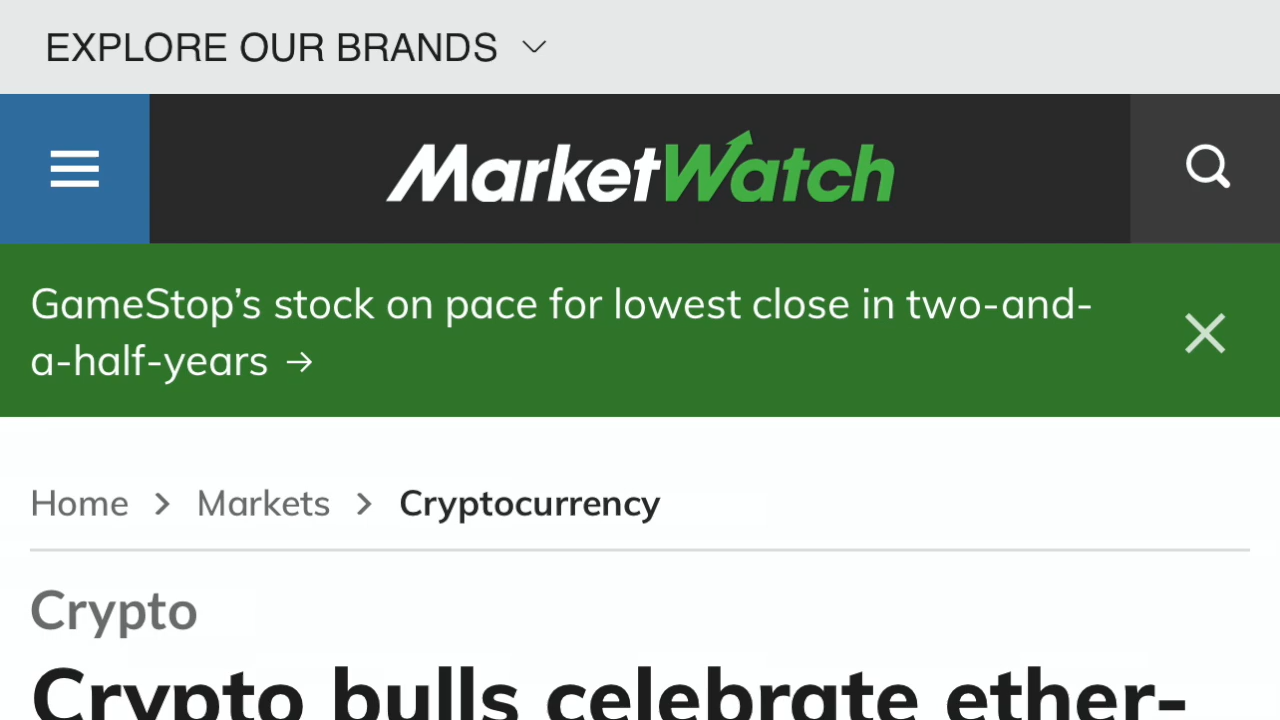 EXPLORE OUR BRANDS
MarketWatch
GameStop’s stock on pace for lowest close in two-and-
a-half-years →
Home > Markets > Cryptocurrency
Crypto
Crypto bulls celebrate ether-